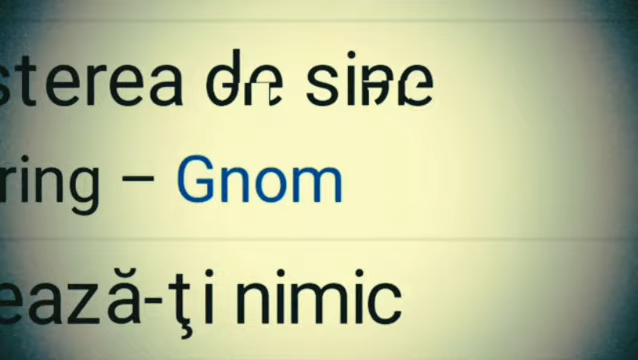 sterea de sine
ring – Gnom
ează-ţi nimic